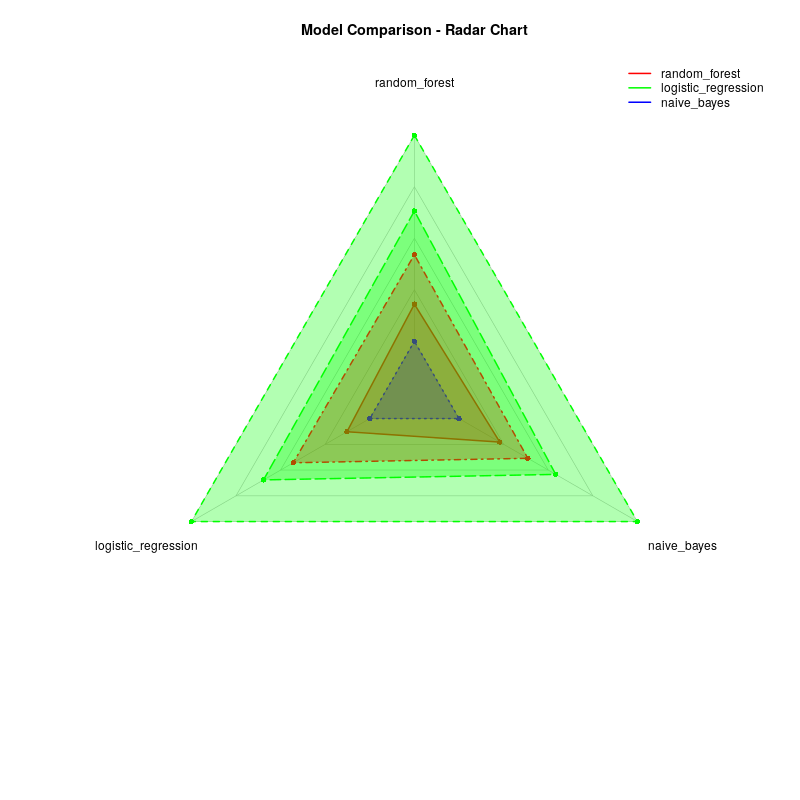 Model Comparison - Radar Chart
random_forest
random_forest
logistic_regression
naive_bayes
logistic_regression
naive_bayes